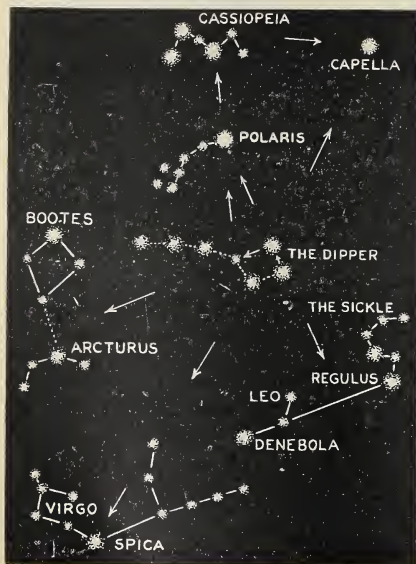 CASSIOPEIA
CAPELLA
POLARIS
BOOTES
THE DIPPER
THE SICKLE
ARCTURUS
REGULUS
LEO
DENEBOLA
VIRGO
SPICA